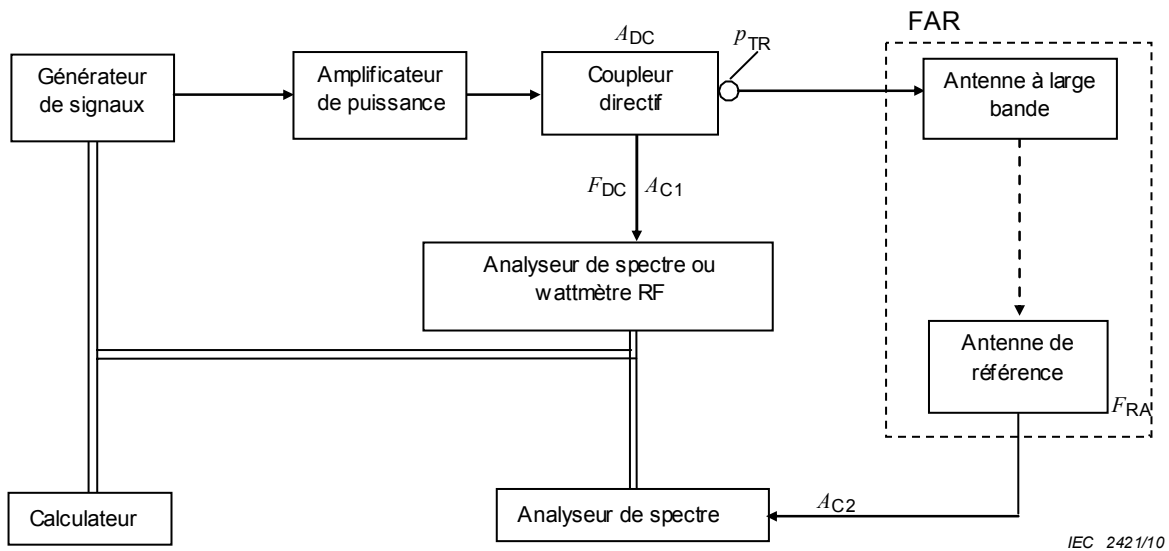 FAR
A_DC
p_TR
Générateur
de signaux
Amplificateur
de puissance
Coupleur
directif
Antenne à large
bande
F_DC
A_C1
Analyseur de spectre ou
wattmètre RF
Antenne de
référence
F_RA
Calculateur
Analyseur de spectre
A_C2
IEC 2421/10